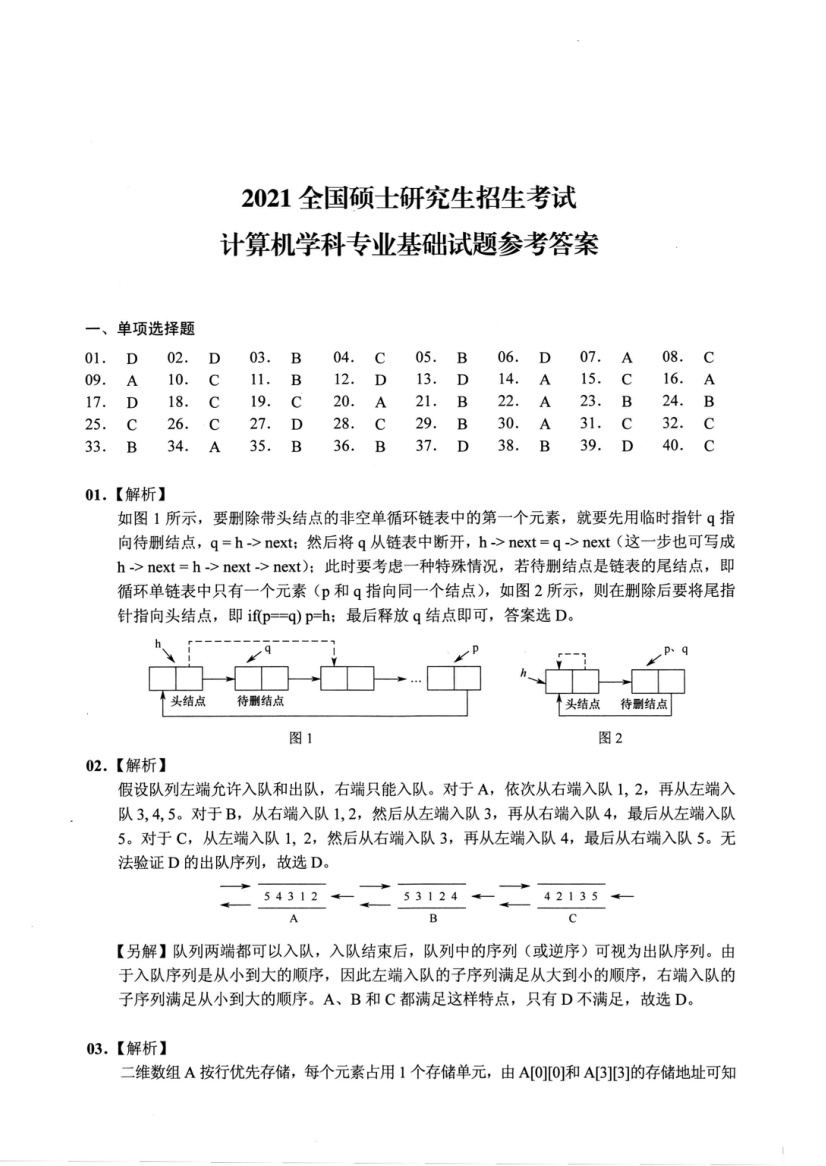 2021 全国硕士研究生招生考试
计算机学科专业基础试题参考答案
一、单项选择题
01. D 02. D 03. B 04. C 05. B 06. D 07. A 08. C
09. A 10. C 11. B 12. D 13. D 14. A 15. C 16. A
17. D 18. C 19. C 20. A 21. B 22. A 23. B 24. B
25. C 26. C 27. D 28. C 29. B 30. A 31. C 32. C
33. B 34. A 35. B 36. B 37. D 38. B 39. D 40. C
01.【解析】
如图 1 所示，要删除带头结点的非空单循环链表中的第一个元素，就要先用临时指针 q 指
向待删结点，q = h -> next；然后将 q 从链表中断开，h -> next = q -> next（这一步也可写成
h -> next = h -> next -> next）；此时要考虑一种特殊情况，若待删结点是链表的尾结点，即
循环单链表中只有一个元素（p 和 q 指向同一个结点），如图 2 所示，则在删除后要将尾指
针指向头结点，即 if(p==q) p=h；最后释放 q 结点即可，答案选 D。
h q p h p、q
…
头结点 待删结点 头结点 待删结点
图 1 图 2
02.【解析】
假设队列左端允许入队和出队，右端只能入队。对于 A，依次从右端入队 1, 2，再从左端入
队 3, 4, 5。对于 B，从右端入队 1, 2，然后从左端入队 3，再从右端入队 4，最后从左端入队
5。对于 C，从左端入队 1, 2，然后从右端入队 3，再从左端入队 4，最后从右端入队 5。无
法验证 D 的出队序列，故选 D。
5 4 3 1 2 5 3 1 2 4 4 2 1 3 5
A B C
【另解】队列两端都可以入队，入队结束后，队列中的序列（或逆序）可视为出队序列。由
于入队序列是从小到大的顺序，因此左端入队的子序列满足从大到小的顺序，右端入队的
子序列满足从小到大的顺序。A、B 和 C 都满足这样特点，只有 D 不满足，故选 D。
03.【解析】
二维数组 A 按行优先存储，每个元素占用 1 个存储单元，由 A[0][0]和 A[3][3]的存储地址可知